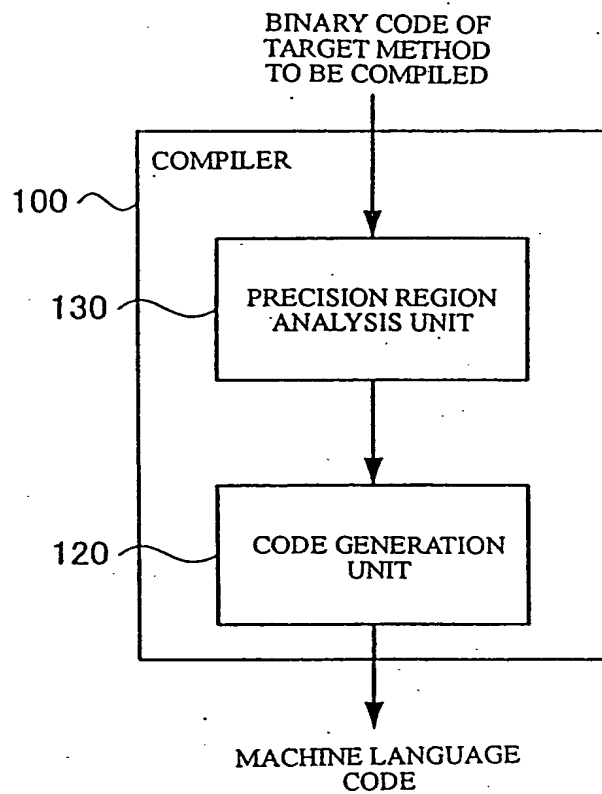 BINARY CODE OF
TARGET METHOD
TO BE COMPILED
COMPILER
100
130
PRECISION REGION
ANALYSIS UNIT
120
CODE GENERATION
UNIT
MACHINE LANGUAGE
CODE